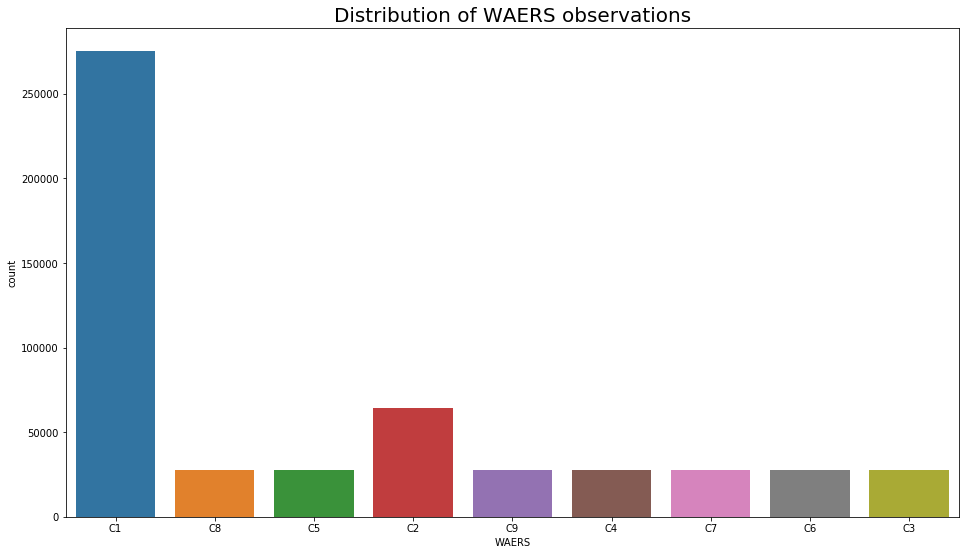 Distribution of WAERS observations
250000
200000
150000
100000
50000
0
count
C1 C8 C5 C2 C9 C4 C7 C6 C3
WAERS